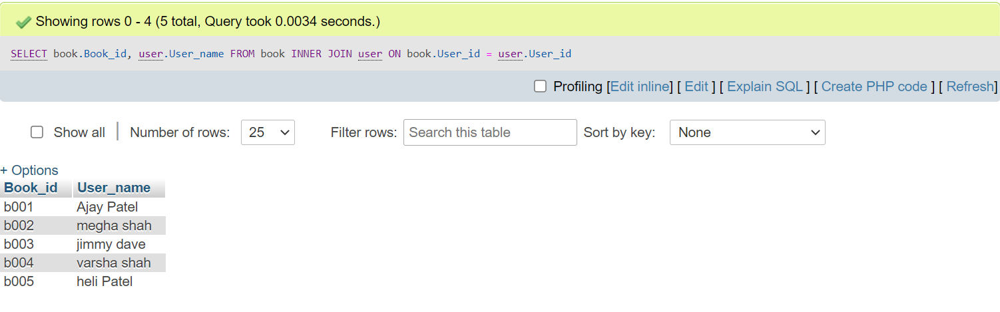 Showing rows 0 - 4 (5 total, Query took 0.0034 seconds.)
SELECT book.Book_id, user.User_name FROM book INNER JOIN user ON book.User_id = user.User_id
Profiling [Edit inline] [ Edit ] [ Explain SQL ] [ Create PHP code ] [ Refresh]
Show all | Number of rows: 25 Filter rows: Search this table Sort by key: None
+ Options
Book_id User_name
b001 Ajay Patel
b002 megha shah
b003 jimmy dave
b004 varsha shah
b005 heli Patel